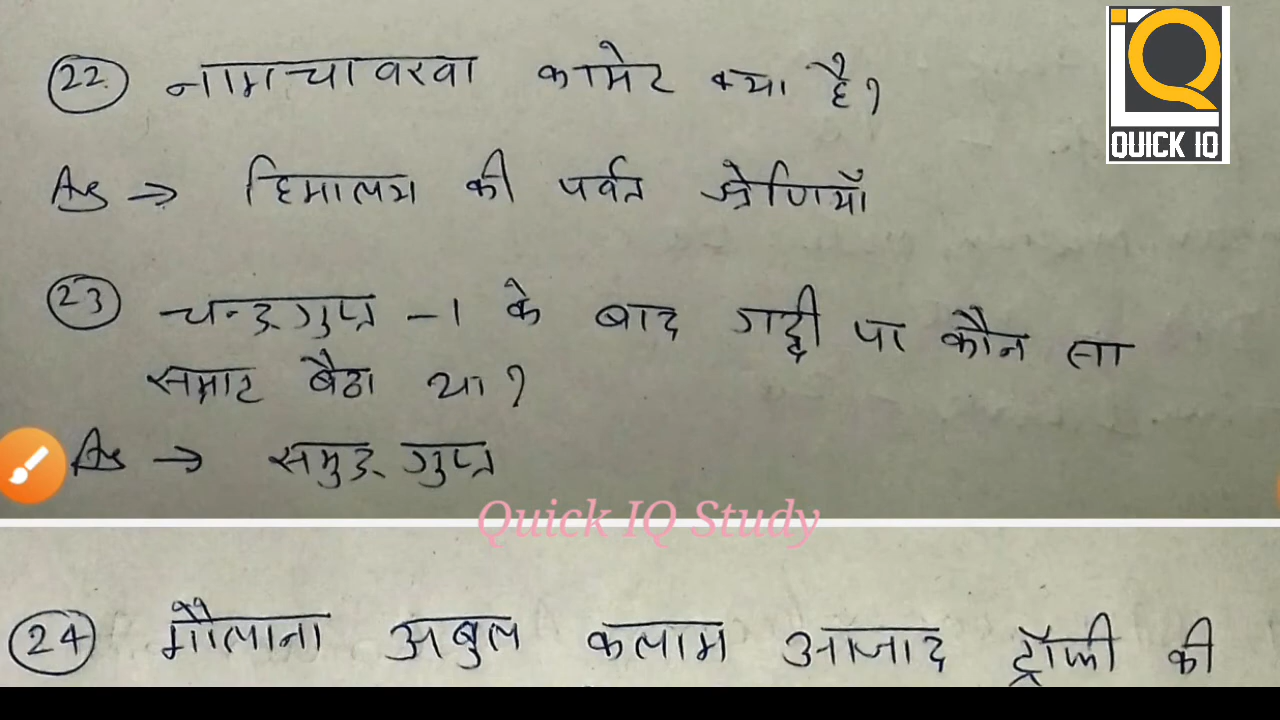 QUICK IQ
22 नामचा वरवा कामेट क्या है?
Ans → हिमालय की पर्वत श्रेणियाँ
23 चन्द्रगुप्त -1 के बाद गद्दी पर कौन सा
सम्राट बैठा था?
Ans → समुद्रगुप्त
Quick IQ Study
24 मौलाना अबुल कलाम आजाद ट्रॉफी की